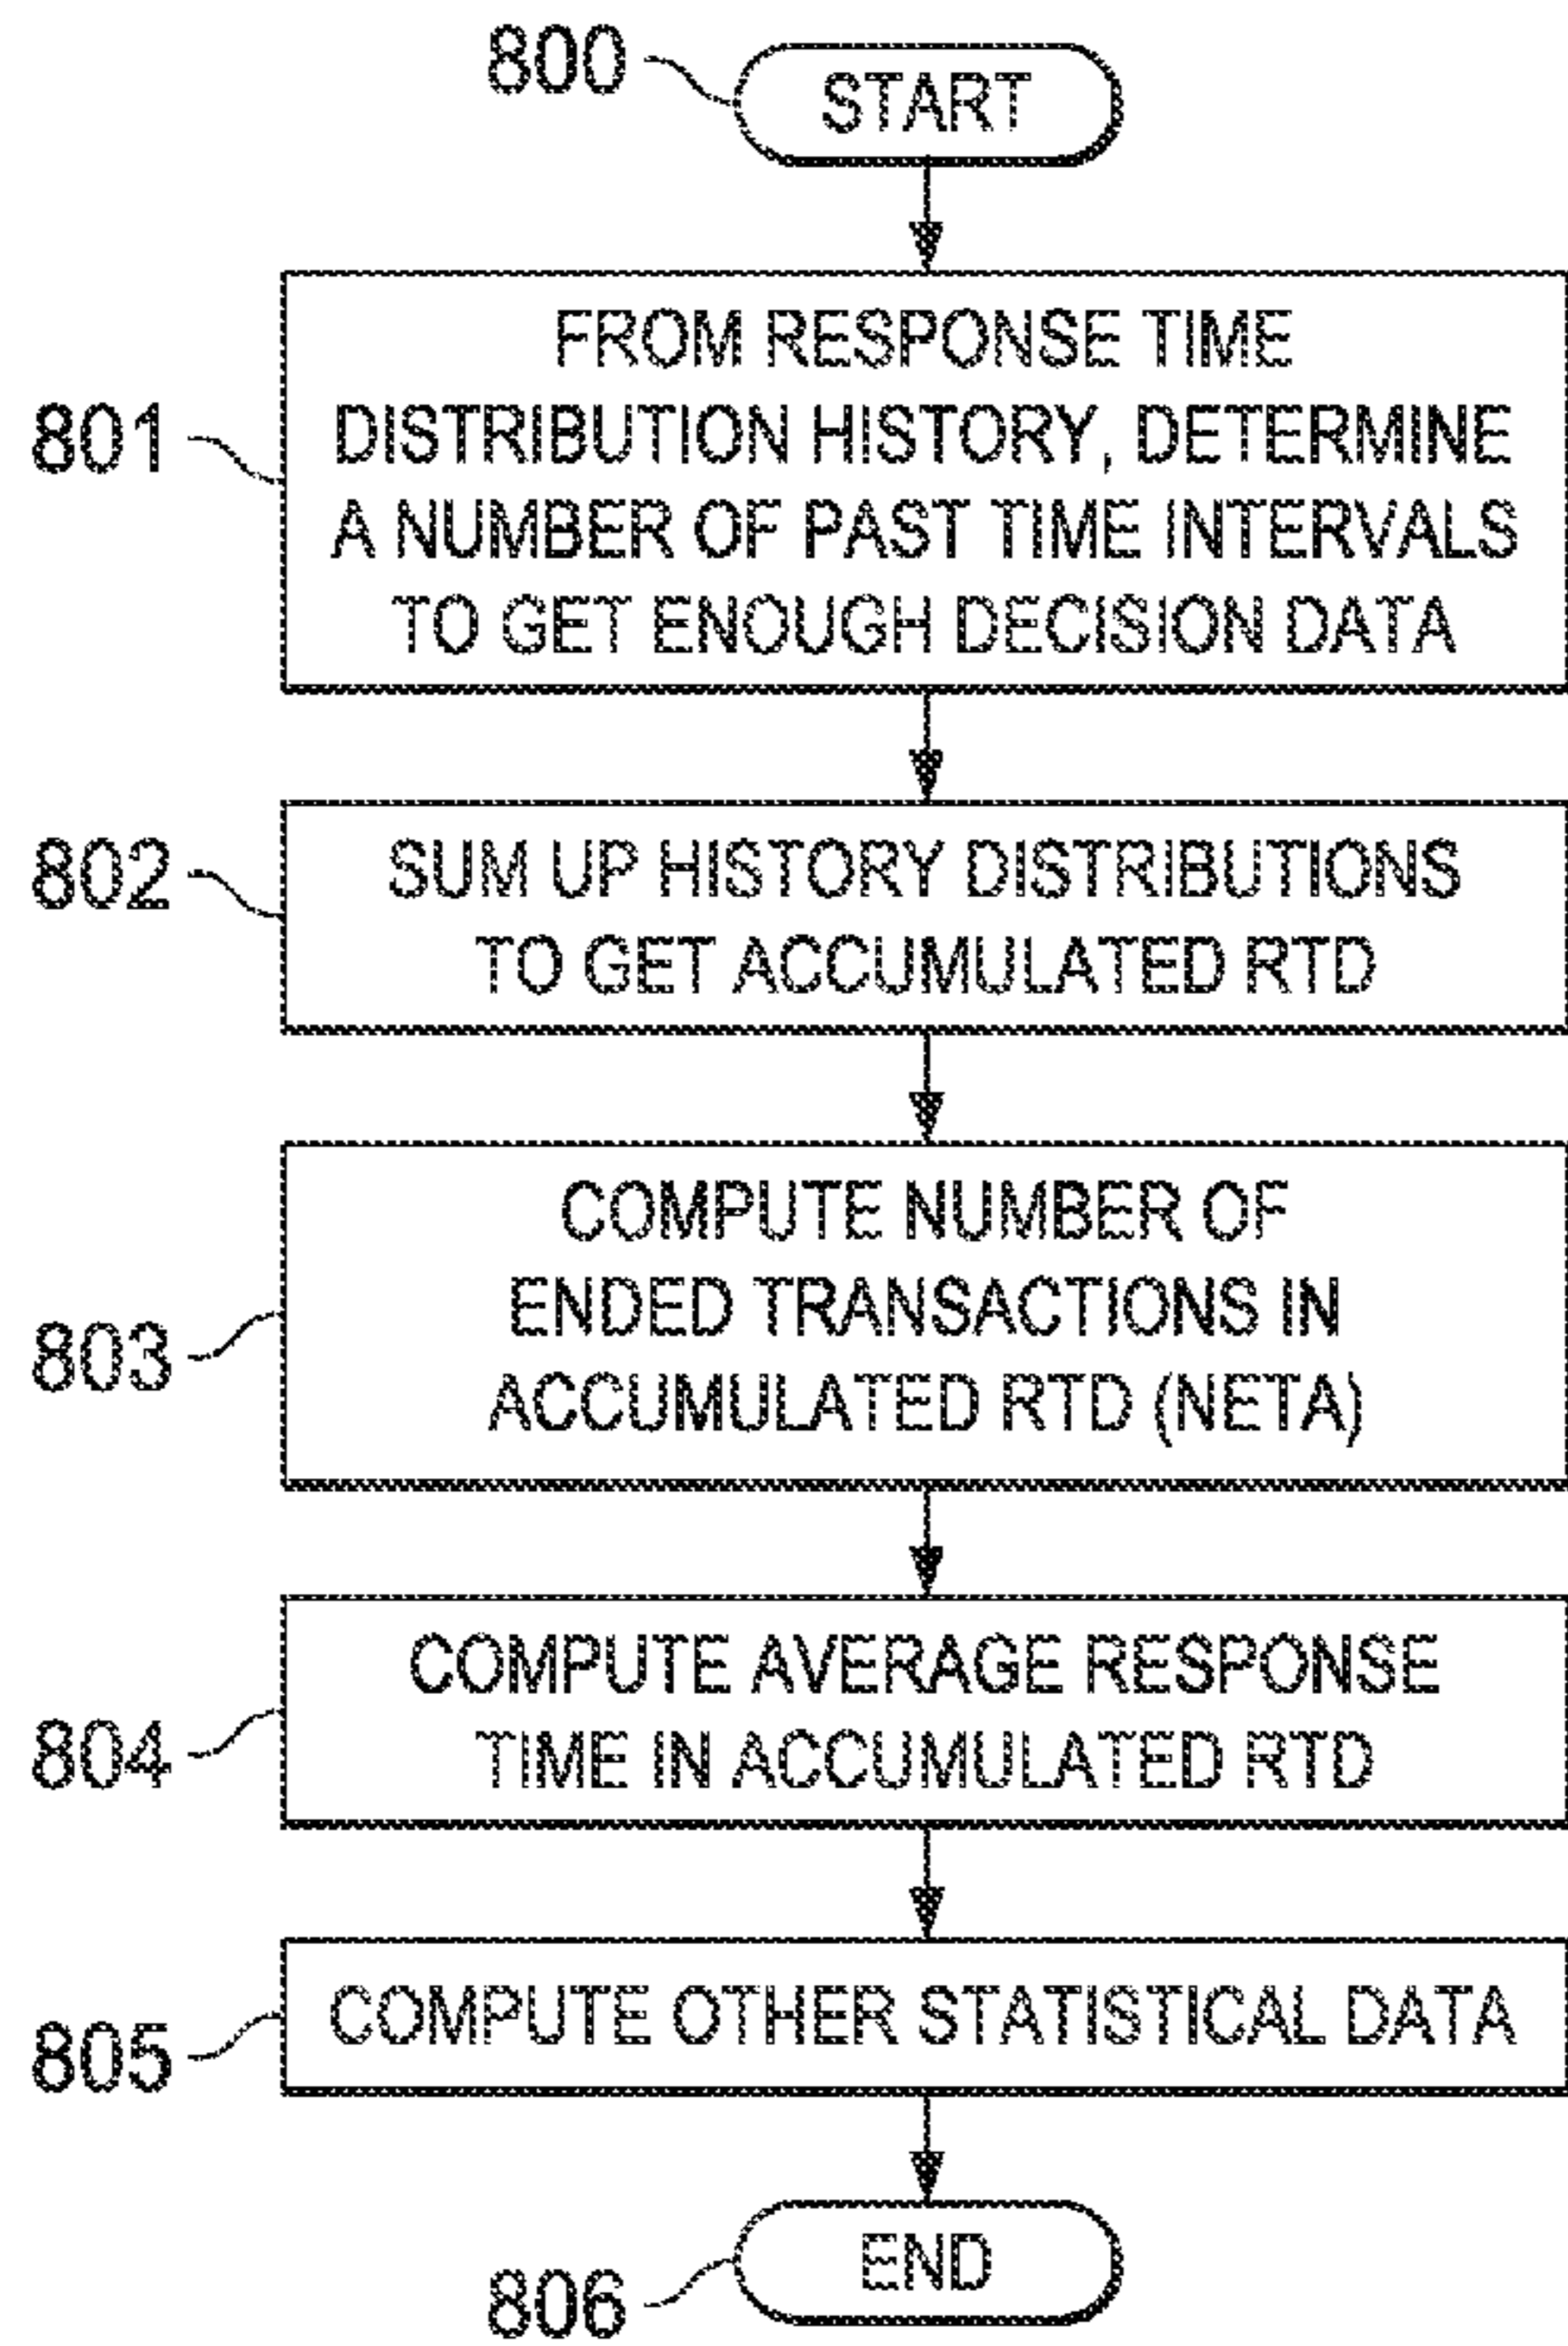 800
START
801
FROM RESPONSE TIME
DISTRIBUTION HISTORY, DETERMINE
A NUMBER OF PAST TIME INTERVALS
TO GET ENOUGH DECISION DATA
802
SUM UP HISTORY DISTRIBUTIONS
TO GET ACCUMULATED RTD
803
COMPUTE NUMBER OF
ENDED TRANSACTIONS IN
ACCUMULATED RTD (NETA)
804
COMPUTE AVERAGE RESPONSE
TIME IN ACCUMULATED RTD
805
COMPUTE OTHER STATISTICAL DATA
806
END